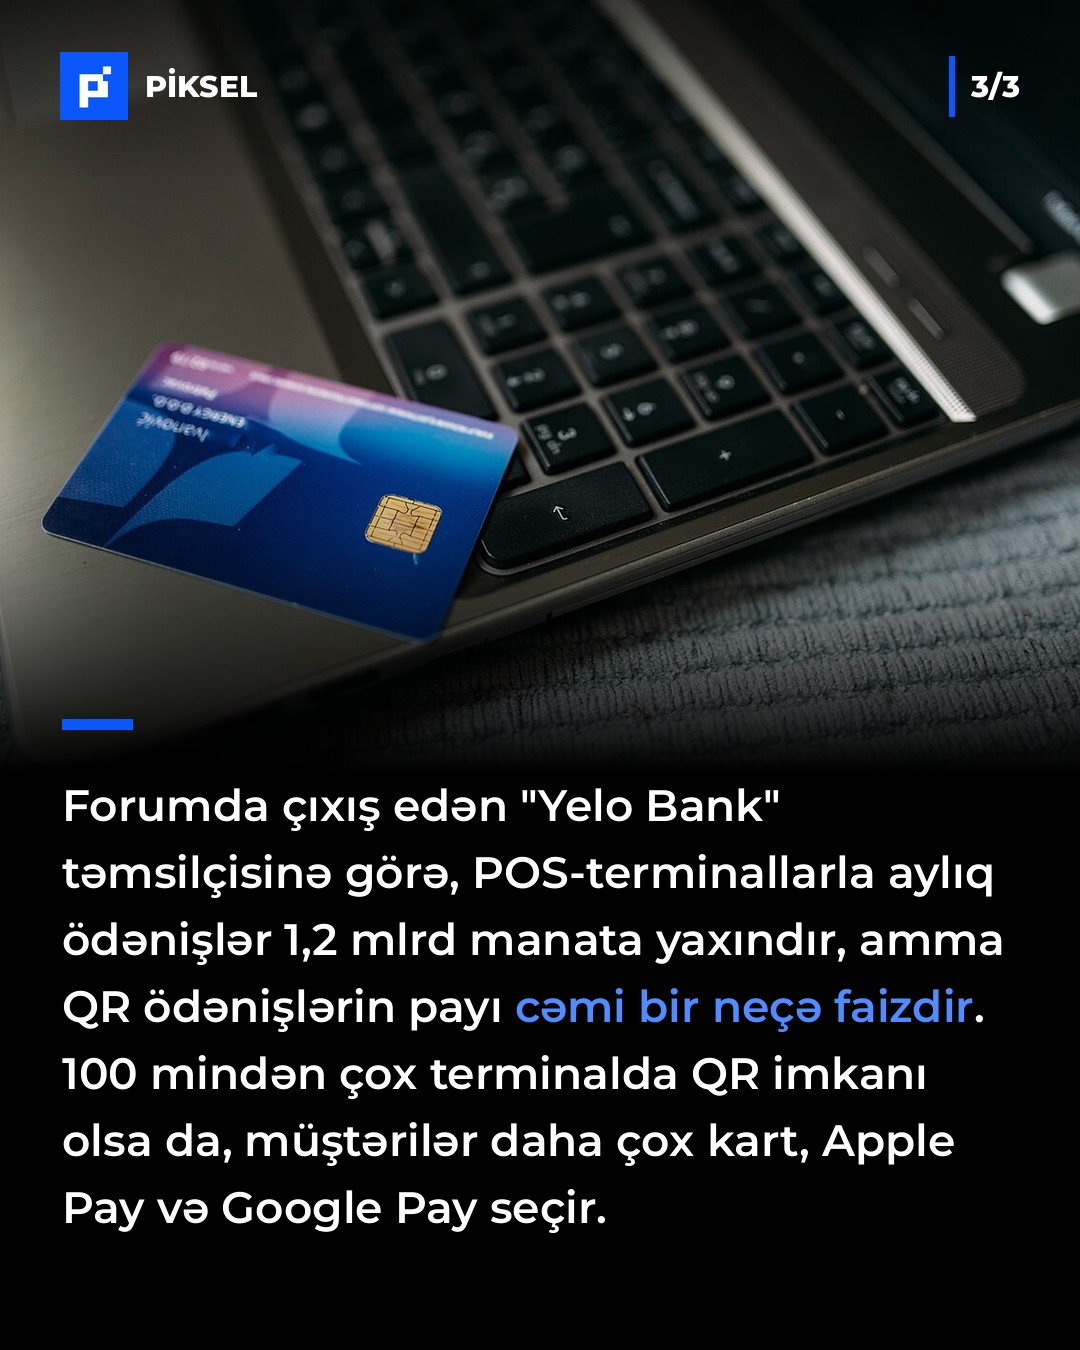 PİKSEL
3/3
Ivanović
ENERGY D.O.O.
Forumda çıxış edən "Yelo Bank"
təmsilçisinə görə, POS-terminallarla aylıq
ödənişlər 1,2 mlrd manata yaxındır, amma
QR ödənişlərin payı cəmi bir neçə faizdir.
100 mindən çox terminalda QR imkanı
olsa da, müştərilər daha çox kart, Apple
Pay və Google Pay seçir.